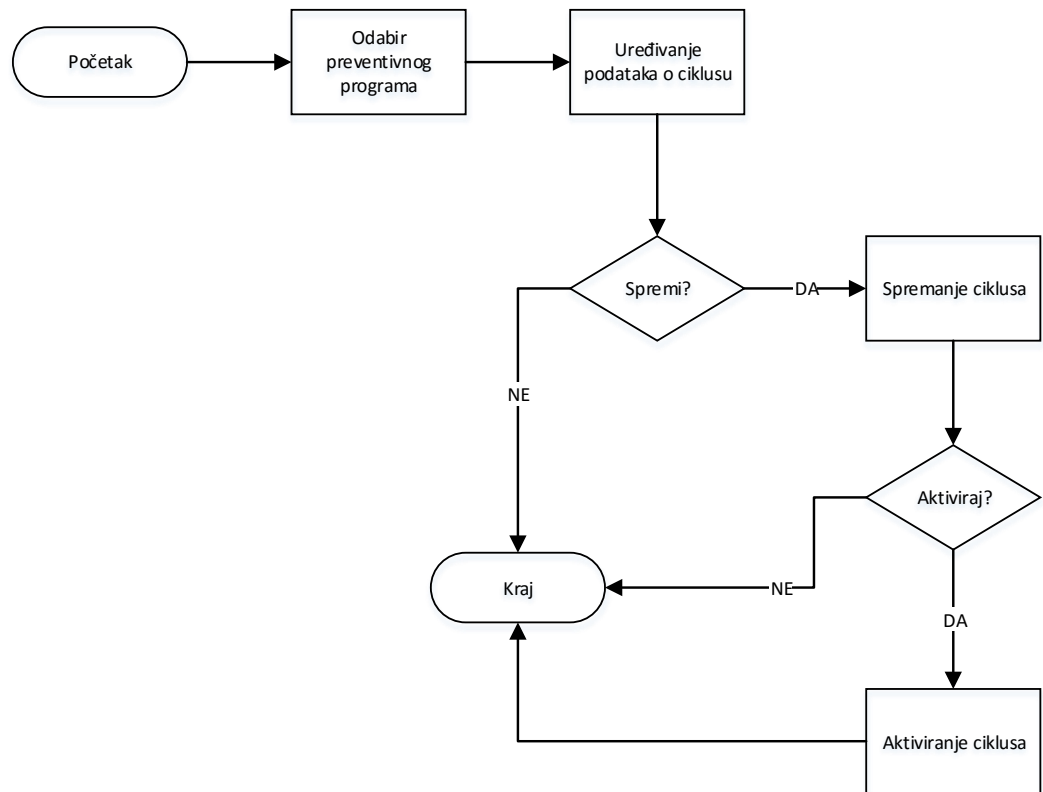 Početak
Odabir
preventivnog
programa
Uređivanje
podataka o ciklusu
Spremi?
DA
Spremanje ciklusa
NE
Aktiviraj?
Kraj
NE
DA
Aktiviranje ciklusa